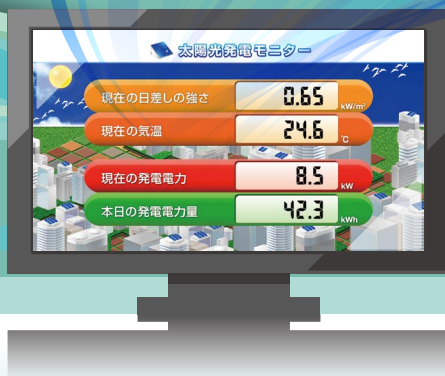 太陽光発電モニター
現在の日差しの強さ 0.65 kW/m²
現在の気温 24.6 ℃
現在の発電電力 8.5 kW
本日の発電電力量 42.3 kWh